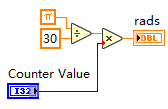 π
rads
30
÷
×
DBL
Counter Value
I32